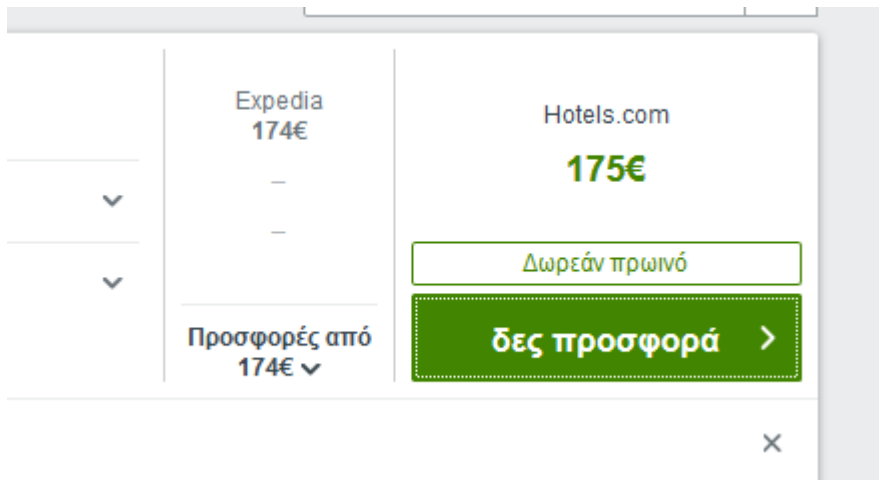 Expedia
174€
–
–
Προσφορές από
174€
Hotels.com
175€
Δωρεάν πρωινό
δες προσφορά